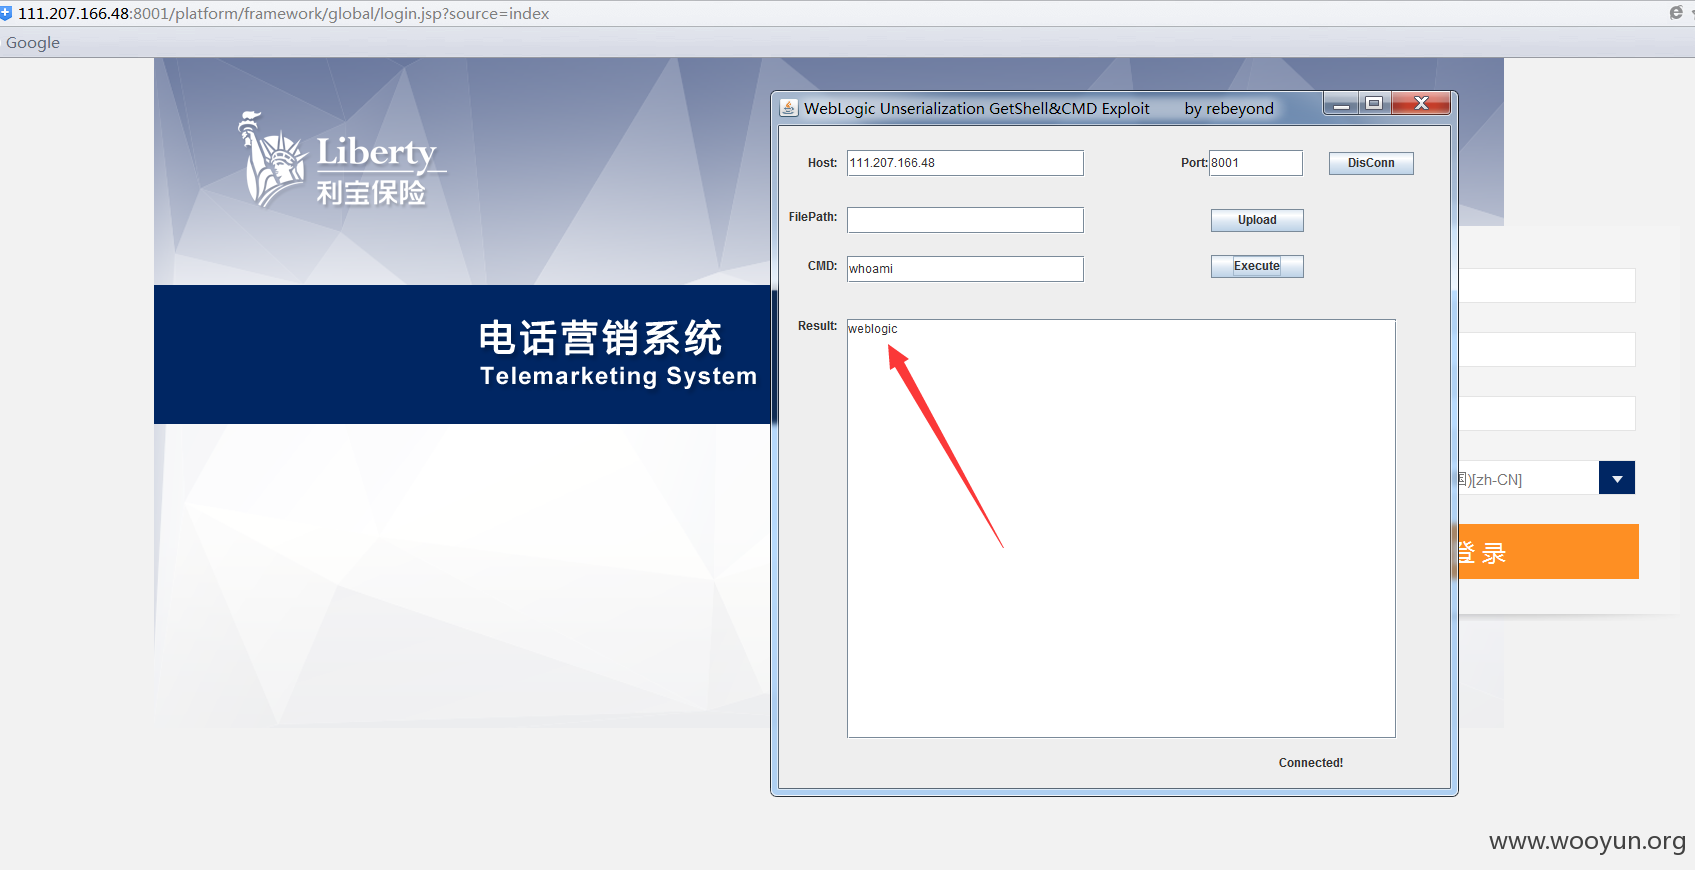 111.207.166.48:8001/platform/framework/global/login.jsp?source=index
Google
Liberty
利宝保险
电话营销系统
Telemarketing System
WebLogic Unserialization GetShell&CMD Exploit by rebeyond
Host: 111.207.166.48 Port: 8001 DisConn
FilePath: Upload
CMD: whoami Execute
Result: weblogic
Connected!
国)[zh-CN]
登录
www.wooyun.org